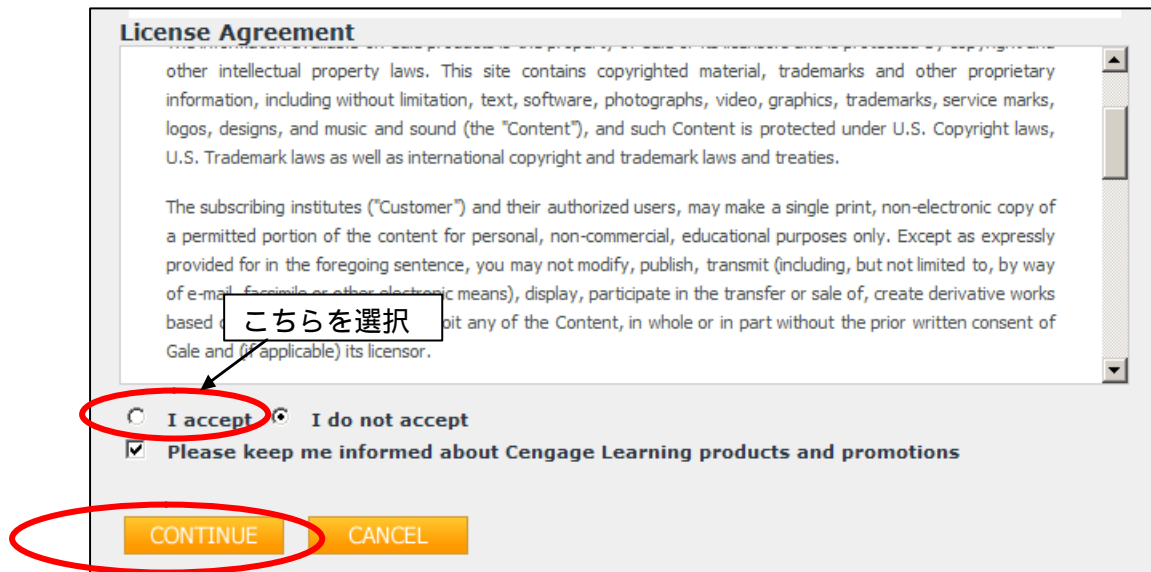 License Agreement
other intellectual property laws. This site contains copyrighted material, trademarks and other proprietary
information, including without limitation, text, software, photographs, video, graphics, trademarks, service marks,
logos, designs, and music and sound (the "Content"), and such Content is protected under U.S. Copyright laws,
U.S. Trademark laws as well as international copyright and trademark laws and treaties.
The subscribing institutes ("Customer") and their authorized users, may make a single print, non-electronic copy of
a permitted portion of the content for personal, non-commercial, educational purposes only. Except as expressly
provided for in the foregoing sentence, you may not modify, publish, transmit (including, but not limited to, by way
of e-mail, facsimile or other electronic means), display, participate in the transfer or sale of, create derivative works
based
こちらを選択
any of the Content, in whole or in part without the prior written consent of
Gale and (if applicable) its licensor.
I accept I do not accept
Please keep me informed about Cengage Learning products and promotions
CONTINUE CANCEL